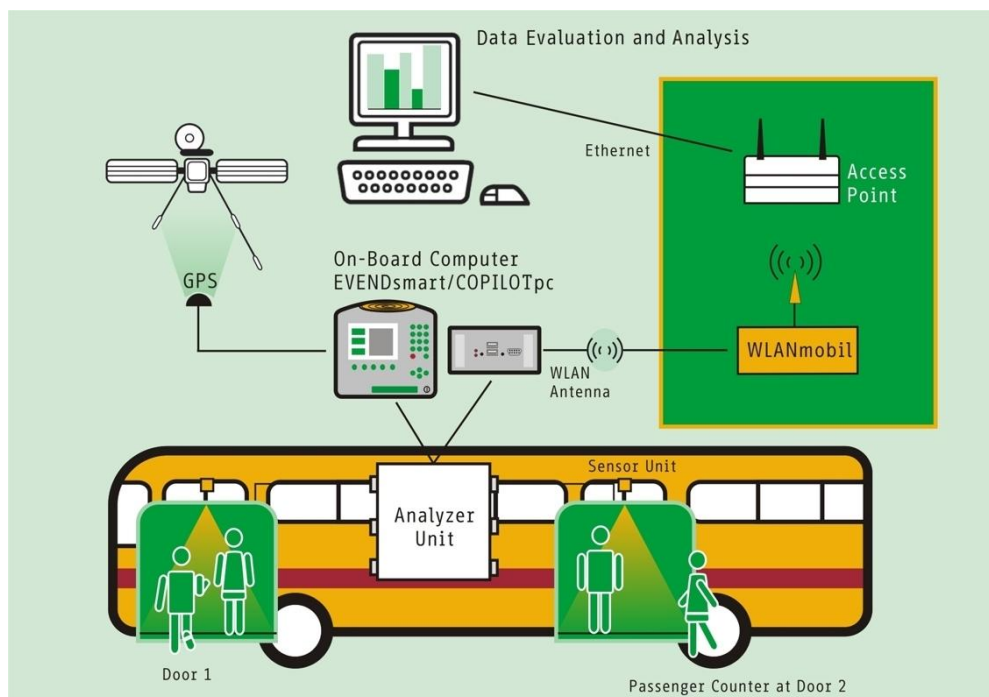 Data Evaluation and Analysis
Ethernet
Access
Point
GPS
On-Board Computer
EVENDsmart/COPILOTpc
WLAN
Antenna
WLANmobil
Sensor Unit
Analyzer
Unit
Door 1
Passenger Counter at Door 2